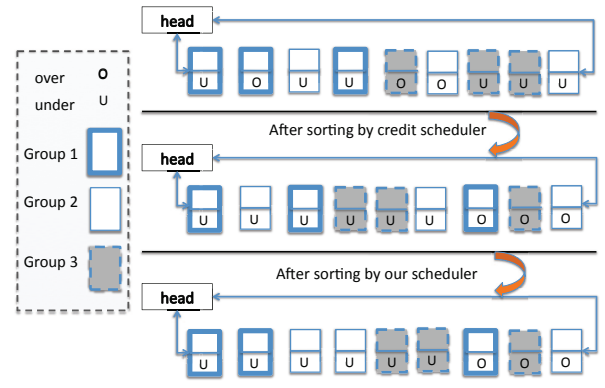 head
U O U U O O U U U
over O
under U
After sorting by credit scheduler
Group 1
head
Group 2
U U U U U U O O O
Group 3
After sorting by our scheduler
head
U U U U U U O O O